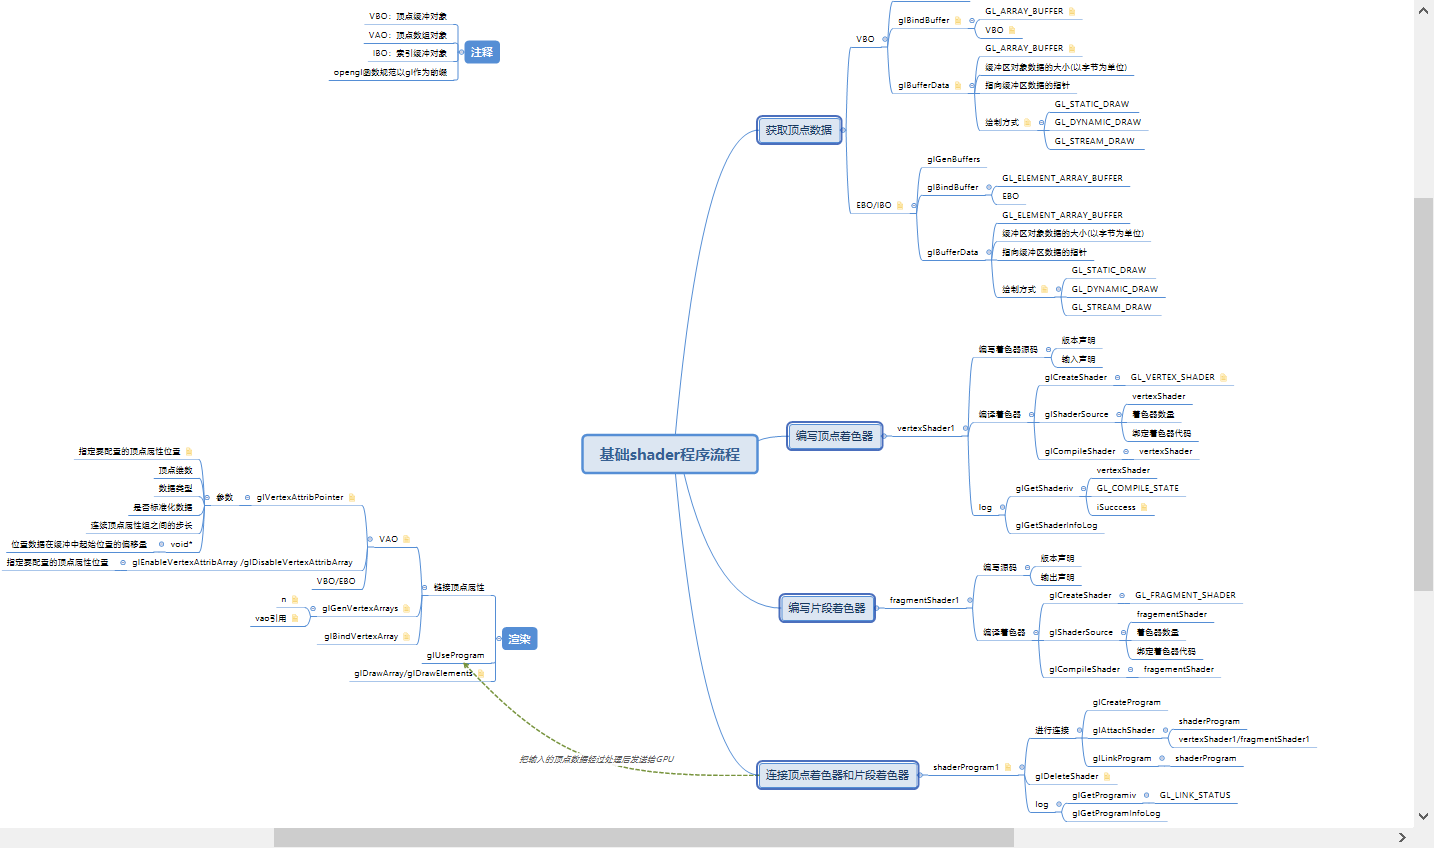 VBO：顶点缓冲对象
VAO：顶点数组对象
IBO：索引缓冲对象
opengl函数规范以gl作为前缀
注释
基础shader程序流程
获取顶点数据
VBO
glBindBuffer
GL_ARRAY_BUFFER
VBO
glBufferData
GL_ARRAY_BUFFER
缓冲区对象数据的大小(以字节为单位)
指向缓冲区数据的指针
绘制方式
GL_STATIC_DRAW
GL_DYNAMIC_DRAW
GL_STREAM_DRAW
EBO/IBO
glGenBuffers
glBindBuffer
GL_ELEMENT_ARRAY_BUFFER
EBO
glBufferData
GL_ELEMENT_ARRAY_BUFFER
缓冲区对象数据的大小(以字节为单位)
指向缓冲区数据的指针
绘制方式
GL_STATIC_DRAW
GL_DYNAMIC_DRAW
GL_STREAM_DRAW
编写顶点着色器
vertexShader1
编写着色器源码
版本声明
输入声明
编译着色器
glCreateShader
GL_VERTEX_SHADER
glShaderSource
vertexShader
着色器数量
绑定着色器代码
glCompileShader
vertexShader
log
glGetShaderiv
vertexShader
GL_COMPILE_STATE
iSucccess
glGetShaderInfoLog
编写片段着色器
fragmentShader1
编写源码
版本声明
输出声明
编译着色器
glCreateShader
GL_FRAGMENT_SHADER
glShaderSource
fragementShader
着色器数量
绑定着色器代码
glCompileShader
fragementShader
连接顶点着色器和片段着色器
shaderProgram1
进行连接
glCreateProgram
glAttachShader
shaderProgram
vertexShader1/fragmentShader1
glLinkProgram
shaderProgram
glDeleteShader
log
glGetProgramiv
GL_LINK_STATUS
glGetProgramInfoLog
渲染
链接顶点属性
VAO
glVertexAttribPointer
参数
指定要配置的顶点属性位置
顶点维数
数据类型
是否标准化数据
连续顶点属性组之间的步长
void*
位置数据在缓冲中起始位置的偏移量
glEnableVertexAttribArray /glDisableVertexAttribArray
指定要配置的顶点属性位置
VBO/EBO
glGenVertexArrays
n
vao引用
glBindVertexArray
glUseProgram
glDrawArray/glDrawElements
把输入的顶点数据经过处理后发送给GPU